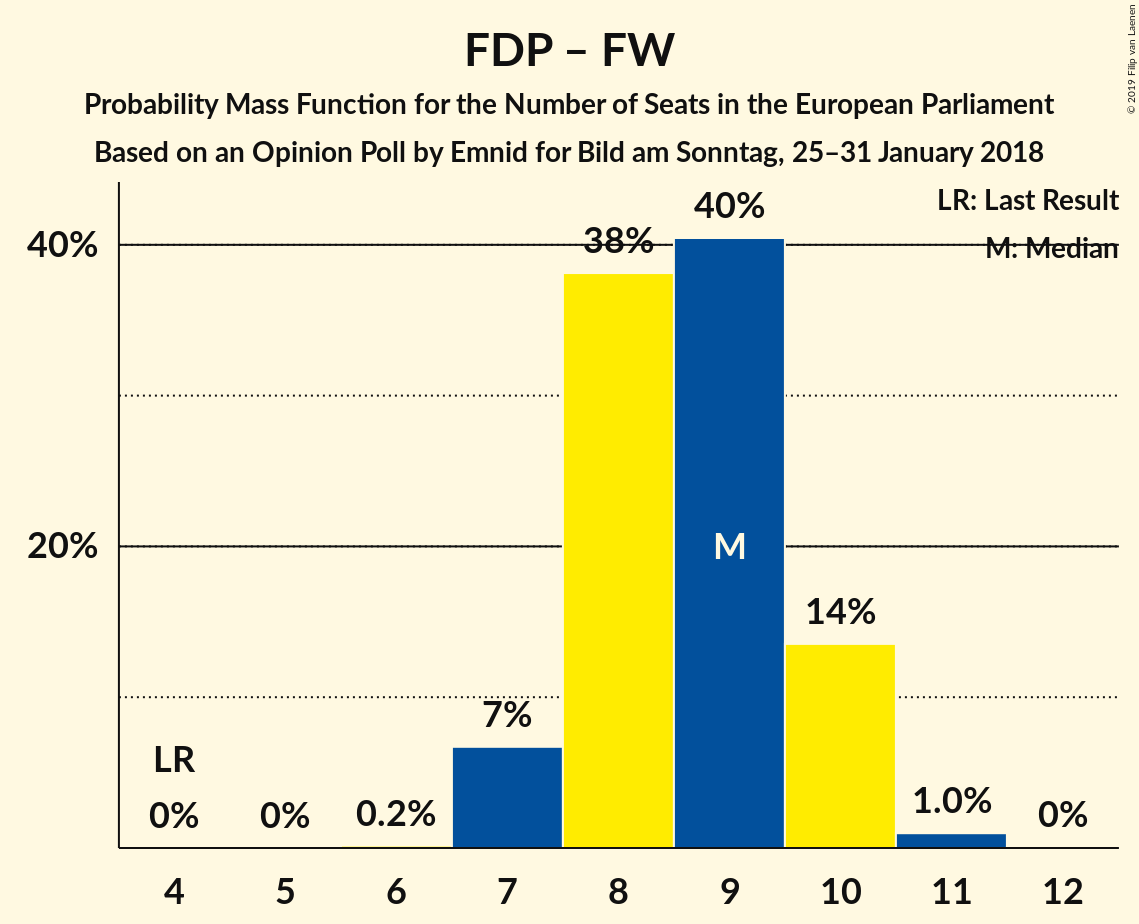 FDP – FW
Probability Mass Function for the Number of Seats in the European Parliament
Based on an Opinion Poll by Emnid for Bild am Sonntag, 25–31 January 2018
© 2019 Filip van Laenen
LR: Last Result
M: Median
40%
20%
LR
0%
0%
0.2%
7%
38%
40%
M
14%
1.0%
0%
4 5 6 7 8 9 10 11 12